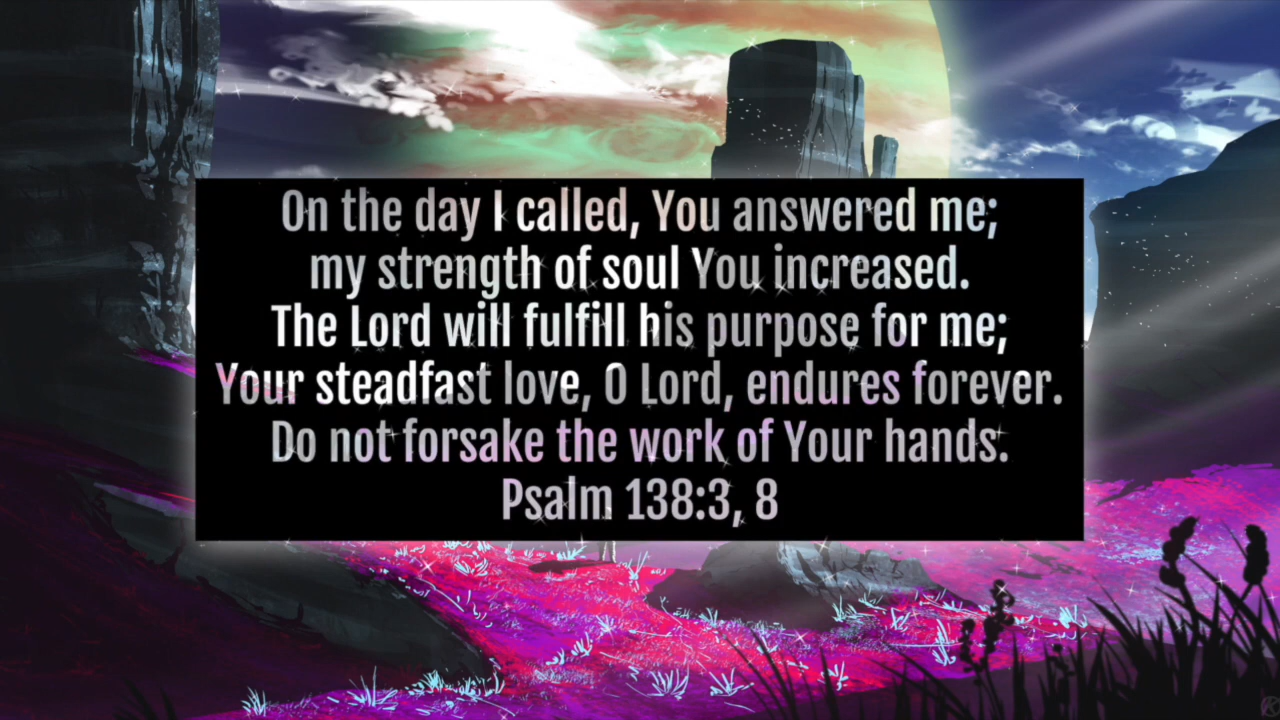 On the day I called, You answered me;
my strength of soul You increased.
The Lord will fulfill his purpose for me;
Your steadfast love, O Lord, endures forever.
Do not forsake the work of Your hands.
Psalm 138:3, 8